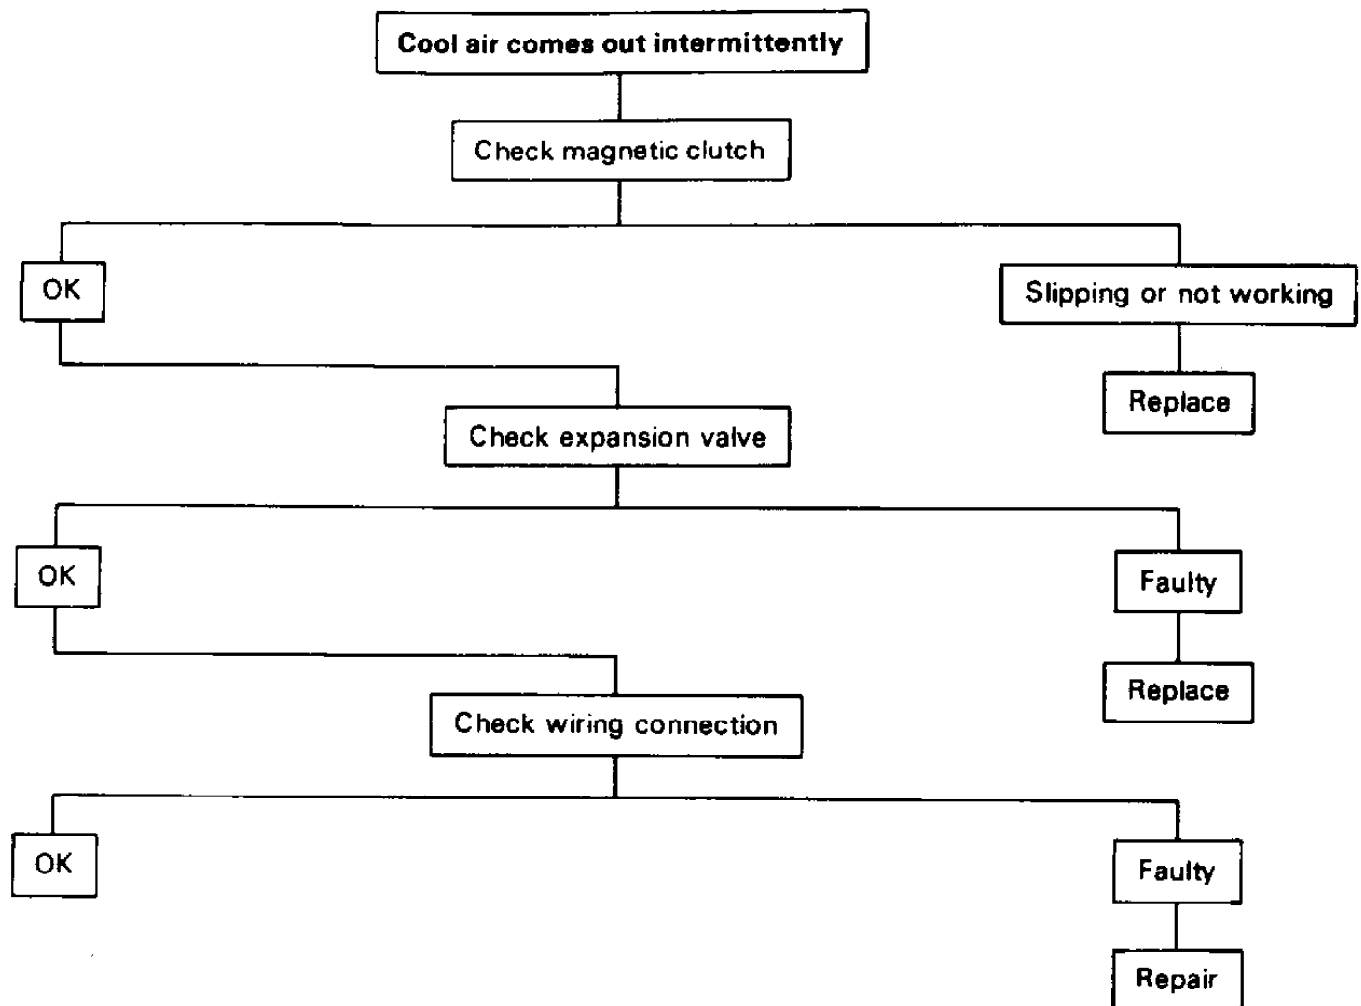 Cool air comes out intermittently
Check magnetic clutch
OK
Slipping or not working
Replace
Check expansion valve
OK
Faulty
Replace
Check wiring connection
OK
Faulty
Repair